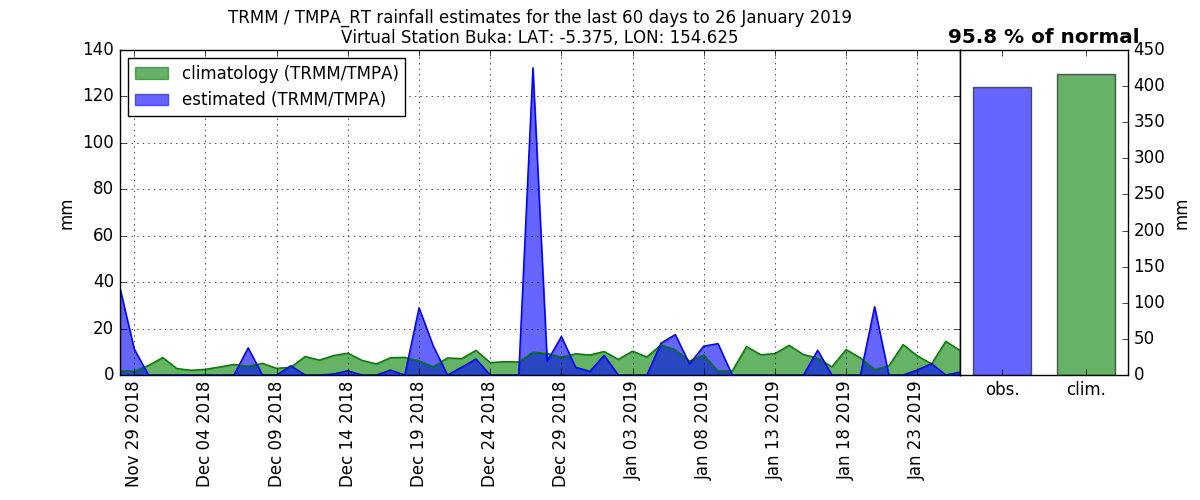 TRMM / TMPA_RT rainfall estimates for the last 60 days to 26 January 2019
Virtual Station Buka: LAT: -5.375, LON: 154.625
95.8 % of normal
climatology (TRMM/TMPA)
estimated (TRMM/TMPA)
140
120
100
80
60
40
20
0
mm
Nov 29 2018
Dec 04 2018
Dec 09 2018
Dec 14 2018
Dec 19 2018
Dec 24 2018
Dec 29 2018
Jan 03 2019
Jan 08 2019
Jan 13 2019
Jan 18 2019
Jan 23 2019
obs.
clim.
450
400
350
300
250
200
150
100
50
0
mm